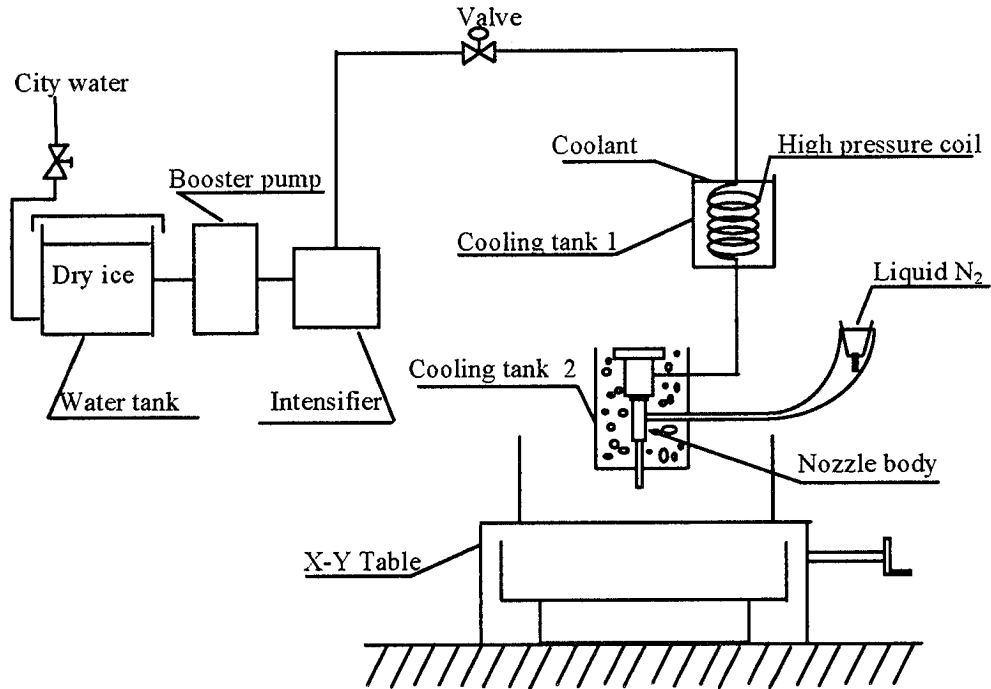 Valve
City water
Coolant
High pressure coil
Booster pump
Cooling tank 1
Dry ice
Liquid N₂
Cooling tank 2
Water tank
Intensifier
Nozzle body
X-Y Table